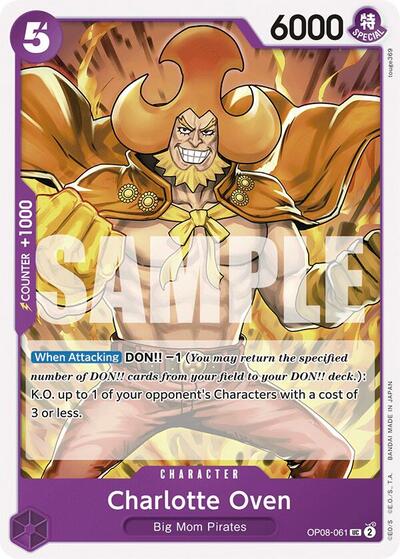 5
6000
特
SPECIAL
touge369
COUNTER +1000
SAMPLE
When Attacking DON!! −1 (You may return the specified
number of DON!! cards from your field to your DON!! deck.):
K.O. up to 1 of your opponent's Characters with a cost of
3 or less.
CHARACTER
Charlotte Oven
Big Mom Pirates
OP08-061 UC 2
©E.O./S. ©E.O.S., T.A. BANDAI MADE IN JAPAN